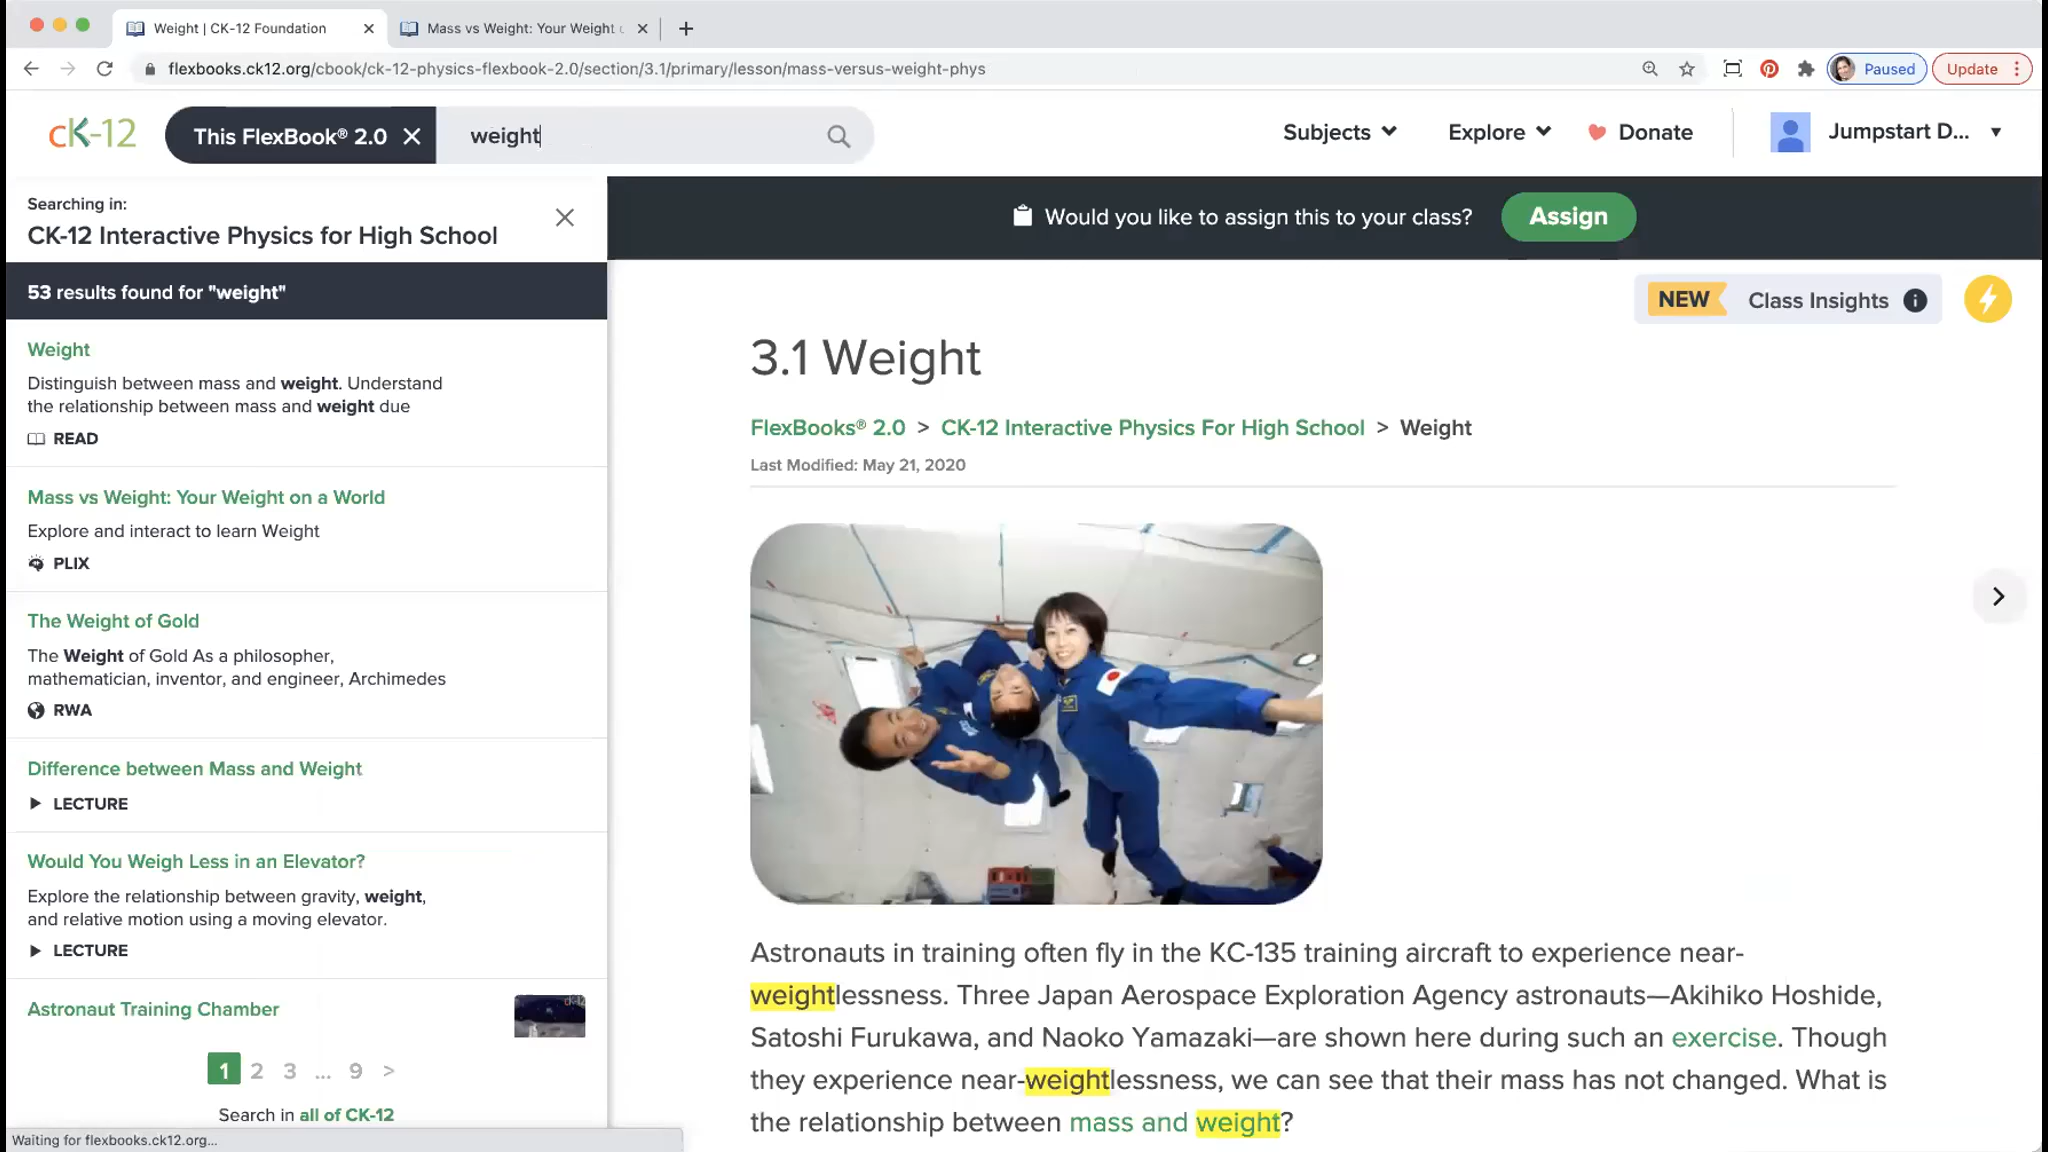 Weight | CK-12 Foundation
Mass vs Weight: Your Weight
flexbooks.ck12.org/cbook/ck-12-physics-flexbook-2.0/section/3.1/primary/lesson/mass-versus-weight-phys
Paused
Update
cK-12
This FlexBook® 2.0
weight
Subjects
Explore
Donate
Jumpstart D...
Searching in:
CK-12 Interactive Physics for High School
53 results found for "weight"
Weight
Distinguish between mass and weight. Understand
the relationship between mass and weight due
READ
Mass vs Weight: Your Weight on a World
Explore and interact to learn Weight
PLIX
The Weight of Gold
The Weight of Gold As a philosopher,
mathematician, inventor, and engineer, Archimedes
RWA
Difference between Mass and Weight
LECTURE
Would You Weigh Less in an Elevator?
Explore the relationship between gravity, weight,
and relative motion using a moving elevator.
LECTURE
Astronaut Training Chamber
1 2 3 ... 9 >
Search in all of CK-12
Waiting for flexbooks.ck12.org...
Would you like to assign this to your class?
Assign
NEW
Class Insights
3.1 Weight
FlexBooks® 2.0 > CK-12 Interactive Physics For High School > Weight
Last Modified: May 21, 2020
Astronauts in training often fly in the KC-135 training aircraft to experience near-
weightlessness. Three Japan Aerospace Exploration Agency astronauts—Akihiko Hoshide,
Satoshi Furukawa, and Naoko Yamazaki—are shown here during such an exercise. Though
they experience near-weightlessness, we can see that their mass has not changed. What is
the relationship between mass and weight?